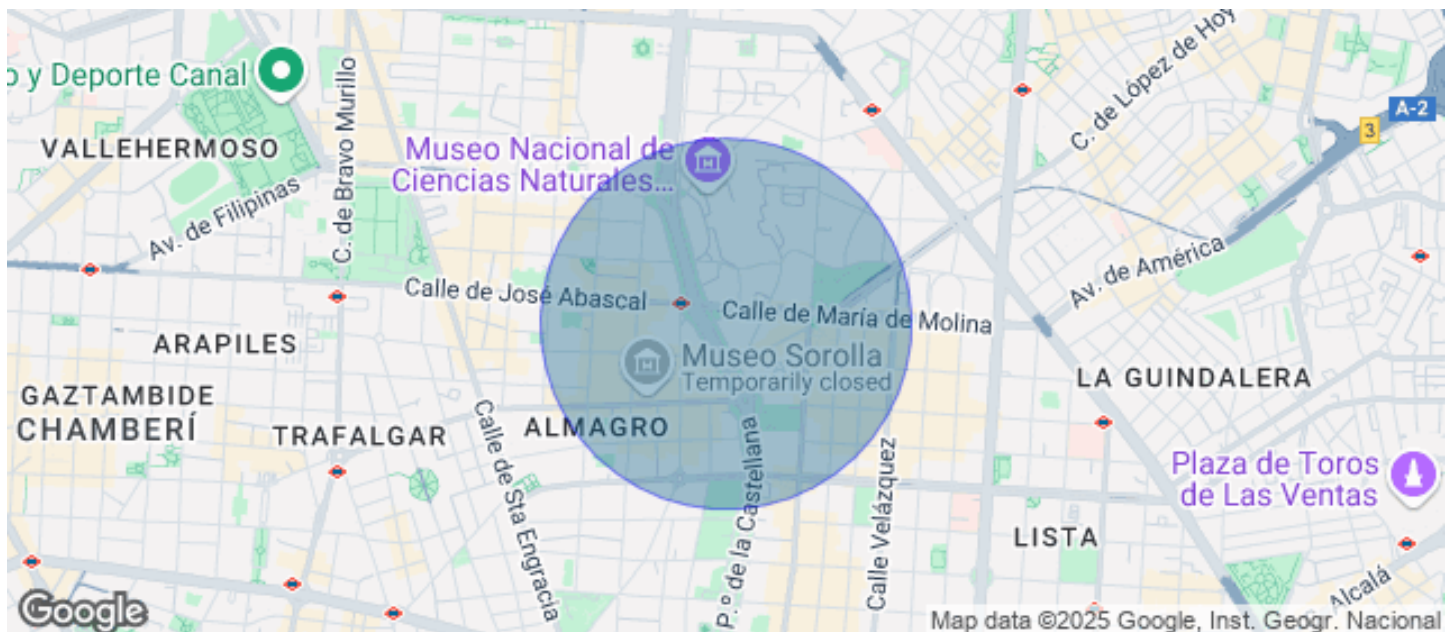 o y Deporte Canal
C. de Bravo Murillo
C. de López de Hoy
A-2
3
VALLEHERMOSO
Museo Nacional de
Ciencias Naturales...
Av. de Filipinas
Av. de América
Calle de José Abascal
Calle de María de Molina
ARAPILES
Museo Sorolla
Temporarily closed
LA GUINDALERA
GAZTAMBIDE
CHAMBERÍ
TRAFALGAR
ALMAGRO
Calle de Sta Engracia
P.º de la Castellana
Calle Velázquez
Plaza de Toros
de Las Ventas
LISTA
Alcalá
Google
Map data ©2025 Google, Inst. Geogr. Nacional